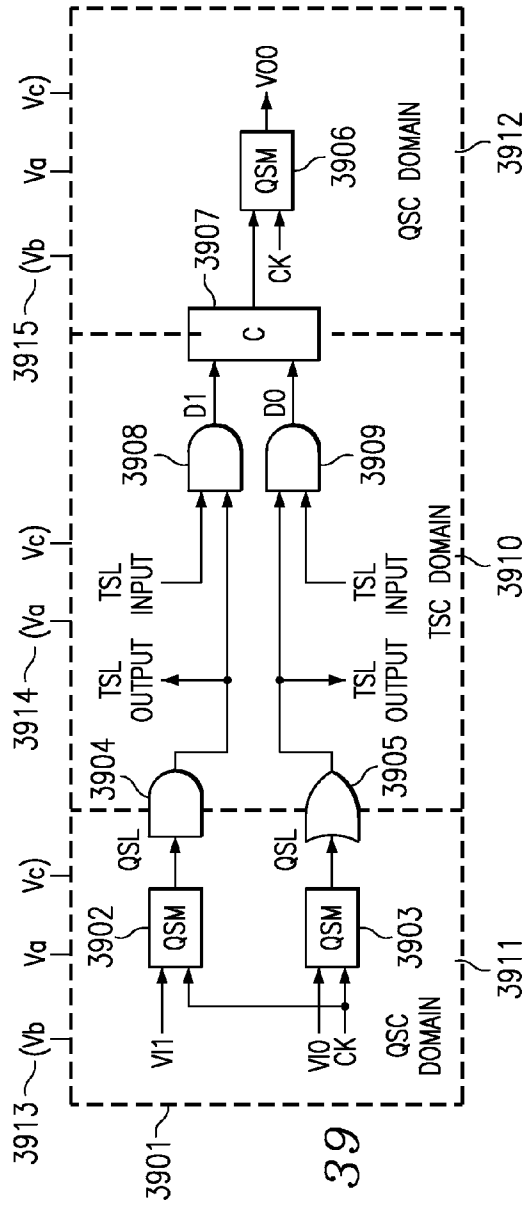 3913 (Vb Va Vc) 3914 (Va Vc) 3915 (Vb Va Vc)
3901
VI1
3902
QSM
QSL
3904
TSL
OUTPUT
TSL
INPUT
3908
D1
3907
C
QSM
VO0
3906
CK
VI0
CK
QSM
3903
QSL
3905
TSL
OUTPUT
TSL
INPUT
3909
D0
QSC
DOMAIN
3911
TSC DOMAIN
3910
QSC DOMAIN
3912
39